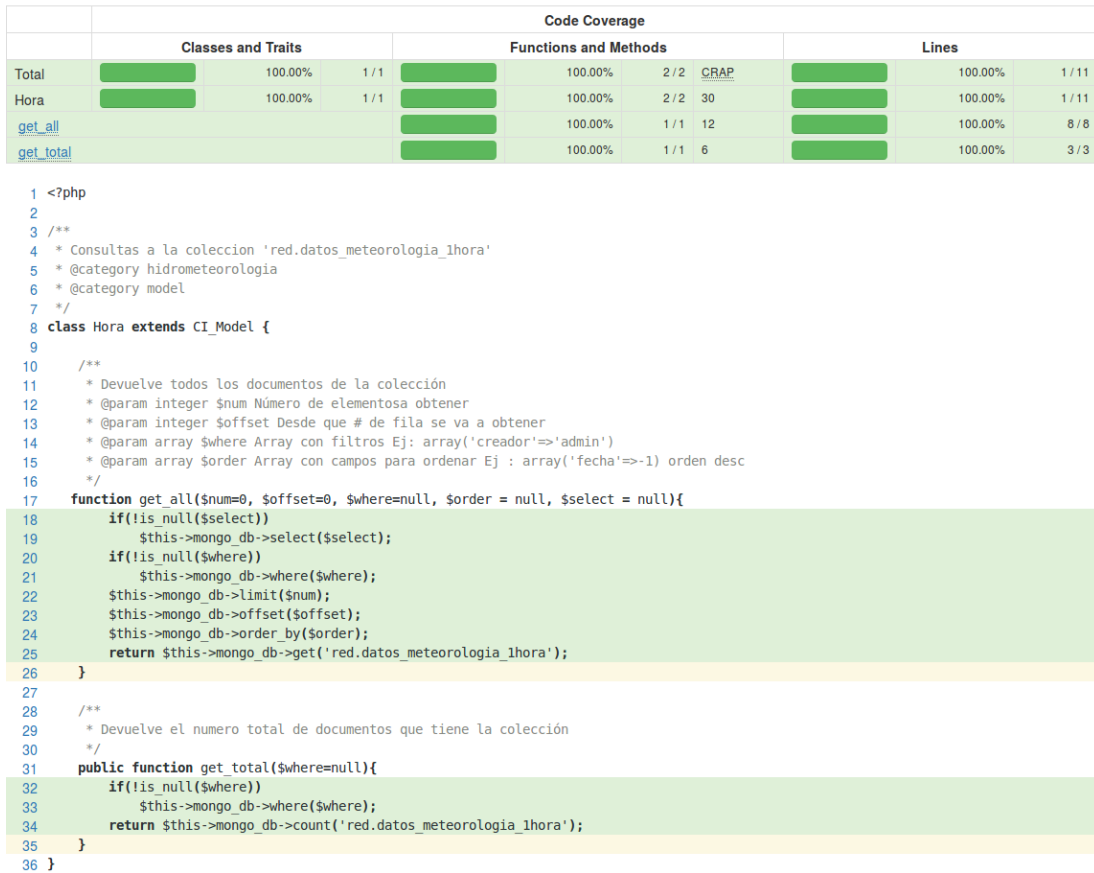 Code Coverage
Classes and Traits Functions and Methods Lines
Total 100.00% 1 / 1 100.00% 2 / 2 CRAP 100.00% 1 / 11
Hora 100.00% 1 / 1 100.00% 2 / 2 30 100.00% 1 / 11
get_all 100.00% 1 / 1 12 100.00% 8 / 8
get_total 100.00% 1 / 1 6 100.00% 3 / 3
1 <?php
2
3 /**
4  * Consultas a la coleccion 'red.datos_meteorologia_1hora'
5  * @category hidrometeorologia
6  * @category model
7  */
8 class Hora extends CI_Model {
9
10     /**
11      * Devuelve todos los documentos de la colección
12      * @param integer $num Número de elementosa obtener
13      * @param integer $offset Desde que # de fila se va a obtener
14      * @param array $where Array con filtros Ej: array('creador'=>'admin')
15      * @param array $order Array con campos para ordenar Ej : array('fecha'=>-1) orden desc
16      */
17    function get_all($num=0, $offset=0, $where=null, $order = null, $select = null){
18         if(!is_null($select))
19             $this->mongo_db->select($select);
20         if(!is_null($where))
21             $this->mongo_db->where($where);
22         $this->mongo_db->limit($num);
23         $this->mongo_db->offset($offset);
24         $this->mongo_db->order_by($order);
25         return $this->mongo_db->get('red.datos_meteorologia_1hora');
26     }
27
28     /**
29      * Devuelve el numero total de documentos que tiene la colección
30      */
31     public function get_total($where=null){
32         if(!is_null($where))
33             $this->mongo_db->where($where);
34         return $this->mongo_db->count('red.datos_meteorologia_1hora');
35     }
36 }